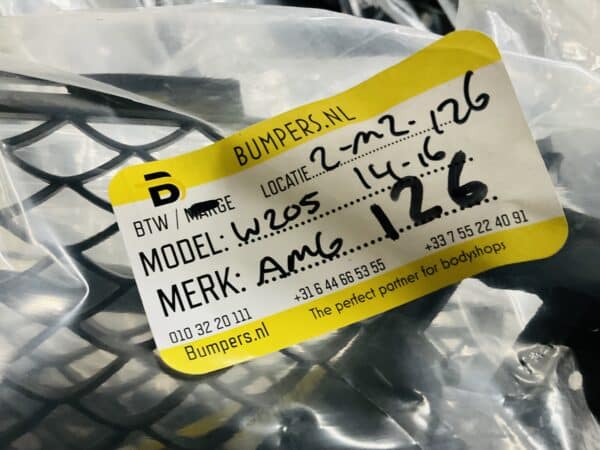 BUMPERS.NL
B
LOCATIE 2-M2-126
BTW / MARGE
MODEL: W205 14-16
MERK: AMG 126
010 32 20 111 +31 6 44 66 53 55 +33 7 55 22 40 91
Bumpers.nl The perfect partner for bodyshops